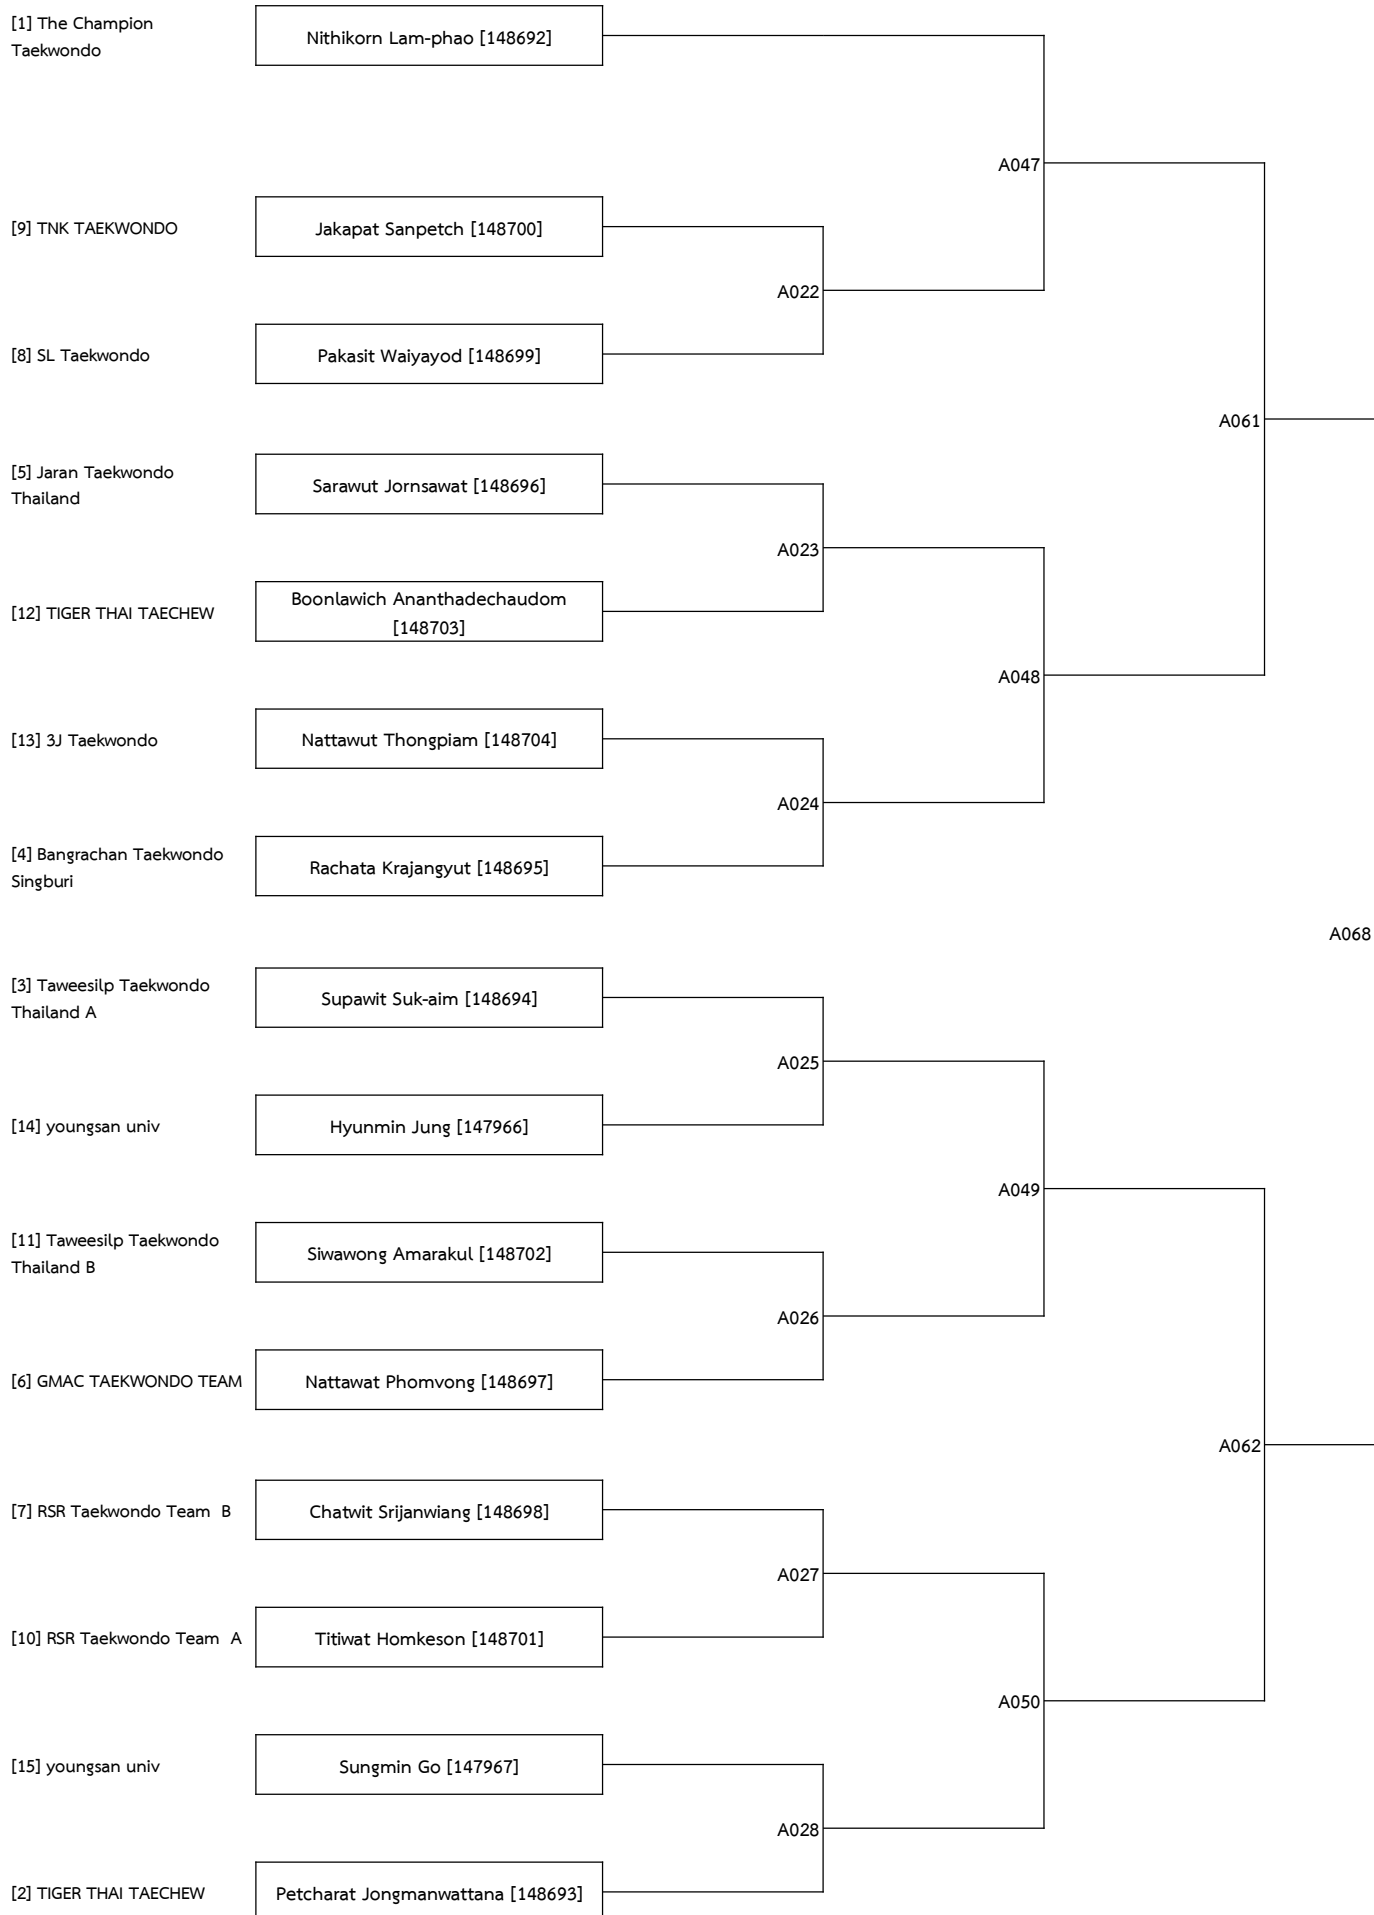 [1] The Champion
Taekwondo
Nithikorn Lam-phao [148692]
A047
[9] TNK TAEKWONDO
Jakapat Sanpetch [148700]
A022
[8] SL Taekwondo
Pakasit Waiyayod [148699]
A061
[5] Jaran Taekwondo
Thailand
Sarawut Jornsawat [148696]
A023
[12] TIGER THAI TAECHEW
Boonlawich Ananthadechaudom
[148703]
A048
[13] 3J Taekwondo
Nattawut Thongpiam [148704]
A024
[4] Bangrachan Taekwondo
Singburi
Rachata Krajangyut [148695]
A068
[3] Taweesilp Taekwondo
Thailand A
Supawit Suk-aim [148694]
A025
[14] youngsan univ
Hyunmin Jung [147966]
A049
[11] Taweesilp Taekwondo
Thailand B
Siwawong Amarakul [148702]
A026
[6] GMAC TAEKWONDO TEAM
Nattawat Phomvong [148697]
A062
[7] RSR Taekwondo Team  B
Chatwit Srijanwiang [148698]
A027
[10] RSR Taekwondo Team  A
Titiwat Homkeson [148701]
A050
[15] youngsan univ
Sungmin Go [147967]
A028
[2] TIGER THAI TAECHEW
Petcharat Jongmanwattana [148693]